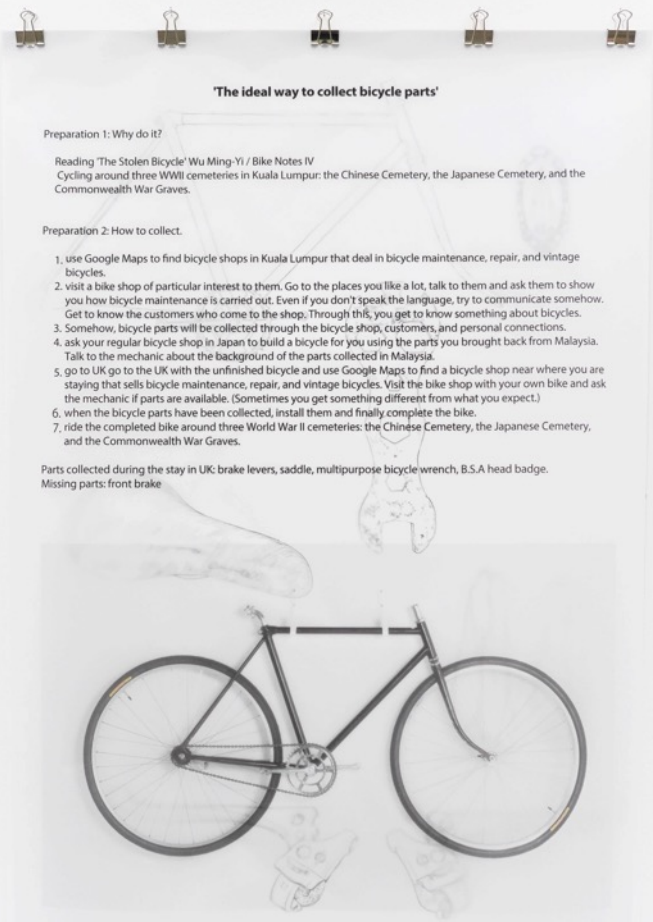 'The ideal way to collect bicycle parts'
Preparation 1: Why do it?
Reading 'The Stolen Bicycle' Wu Ming-Yi / Bike Notes IV
Cycling around three WWII cemeteries in Kuala Lumpur: the Chinese Cemetery, the Japanese Cemetery, and the
Commonwealth War Graves.
Preparation 2: How to collect.
1. use Google Maps to find bicycle shops in Kuala Lumpur that deal in bicycle maintenance, repair, and vintage
bicycles.
2. visit a bike shop of particular interest to them. Go to the places you like a lot, talk to them and ask them to show
you how bicycle maintenance is carried out. Even if you don't speak the language, try to communicate somehow.
Get to know the customers who come to the shop. Through this, you get to know something about bicycles.
3. Somehow, bicycle parts will be collected through the bicycle shop, customers, and personal connections.
4. ask your regular bicycle shop in Japan to build a bicycle for you using the parts you brought back from Malaysia.
Talk to the mechanic about the background of the parts collected in Malaysia.
5. go to UK go to the UK with the unfinished bicycle and use Google Maps to find a bicycle shop near where you are
staying that sells bicycle maintenance, repair, and vintage bicycles. Visit the bike shop with your own bike and ask
the mechanic if parts are available. (Sometimes you get something different from what you expect.)
6. when the bicycle parts have been collected, install them and finally complete the bike.
7. ride the completed bike around three World War II cemeteries: the Chinese Cemetery, the Japanese Cemetery,
and the Commonwealth War Graves.
Parts collected during the stay in UK: brake levers, saddle, multipurpose bicycle wrench, B.S.A head badge.
Missing parts: front brake